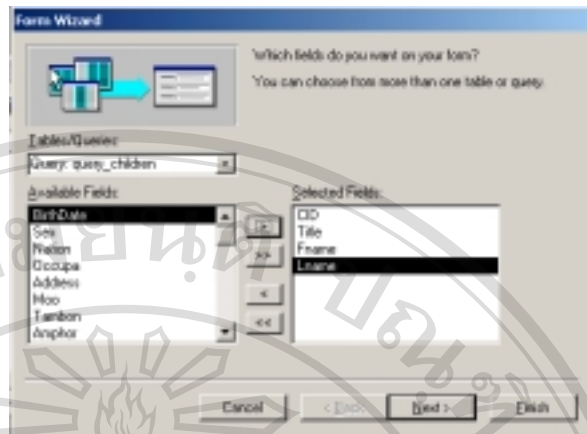 Form Wizard
Which fields do you want on your form?
You can choose from more than one table or query.
Tables/Queries
Query: query_children
Available Fields:
BirthDate
Sex
Nation
Occupa
Address
Moo
Tambon
Amphor
>
>>
<
<<
Selected Fields:
CID
Title
Fname
Lname
Cancel
< Back
Next >
Finish